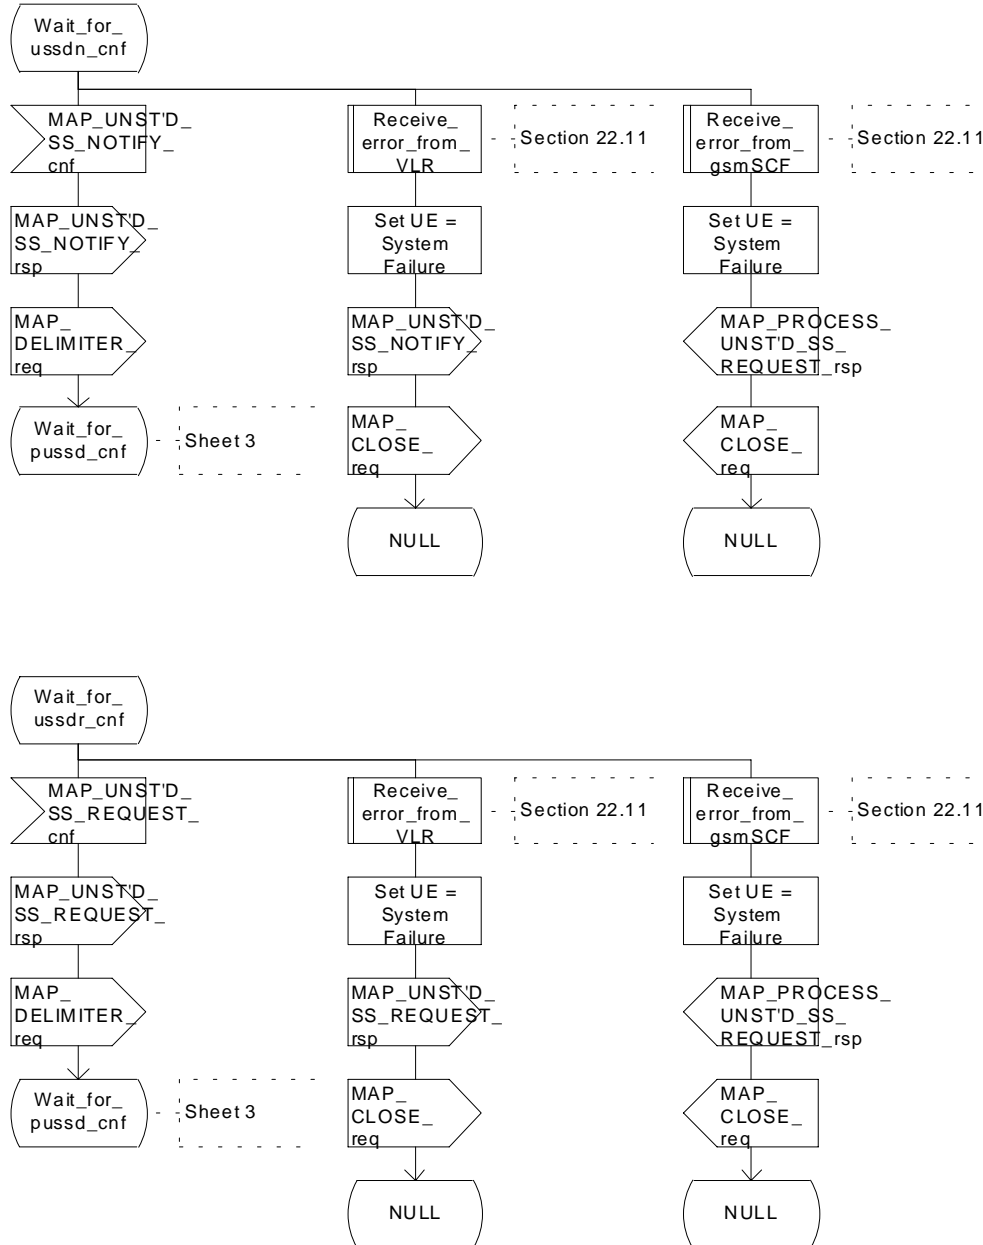 Wait_for_
ussdn_cnf
MAP_UNST'D_
SS_NOTIFY_
cnf
Receive_
error_from_
VLR
Section 22.11
Receive_
error_from_
gsmSCF
Section 22.11
MAP_UNST'D_
SS_NOTIFY_
rsp
Set UE =
System
Failure
Set UE =
System
Failure
MAP_
DELIMITER_
req
MAP_UNST'D_
SS_NOTIFY_
rsp
MAP_PROCESS_
UNST'D_SS_
REQUEST_rsp
Wait_for_
pussd_cnf
Sheet 3
MAP_
CLOSE_
req
MAP_
CLOSE_
req
NULL
NULL
Wait_for_
ussdr_cnf
MAP_UNST'D_
SS_REQUEST_
cnf
Receive_
error_from_
VLR
Section 22.11
Receive_
error_from_
gsmSCF
Section 22.11
MAP_UNST'D_
SS_REQUEST_
rsp
Set UE =
System
Failure
Set UE =
System
Failure
MAP_
DELIMITER_
req
MAP_UNST'D_
SS_REQUEST_
rsp
MAP_PROCESS_
UNST'D_SS_
REQUEST_rsp
Wait_for_
pussd_cnf
Sheet 3
MAP_
CLOSE_
req
MAP_
CLOSE_
req
NULL
NULL